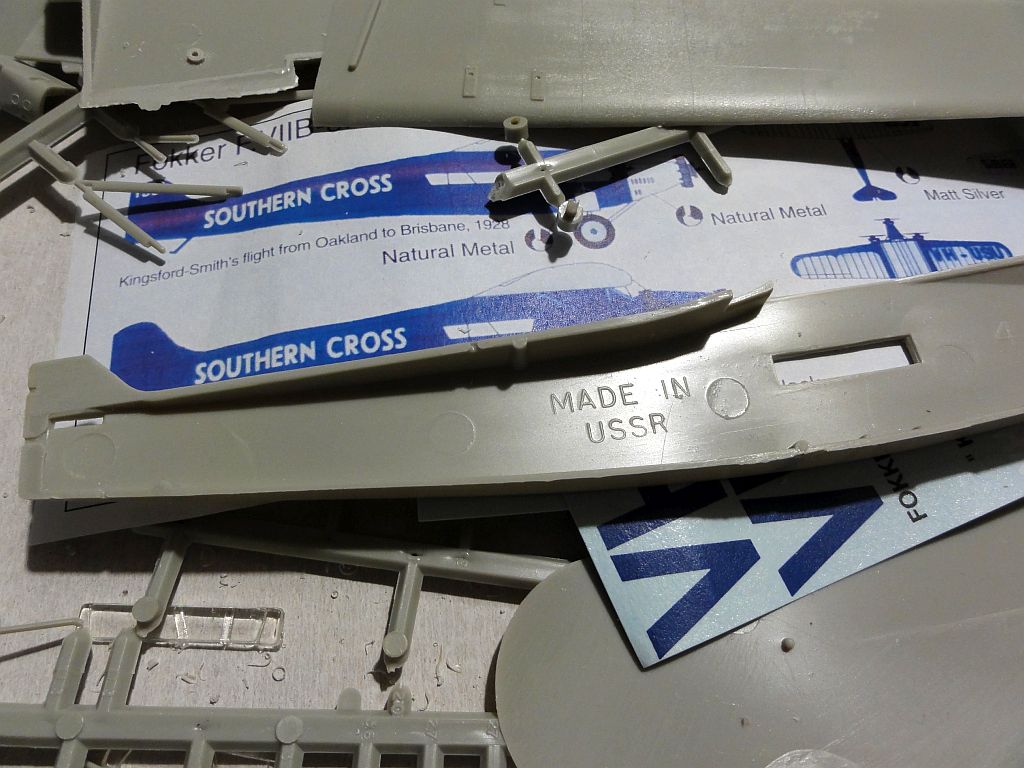 Fokker F.VIIB
SOUTHERN CROSS
Kingsford-Smith's flight from Oakland to Brisbane, 1928
Natural Metal
Natural Metal
Matt Silver
SOUTHERN CROSS
MADE IN
USSR
FOKK